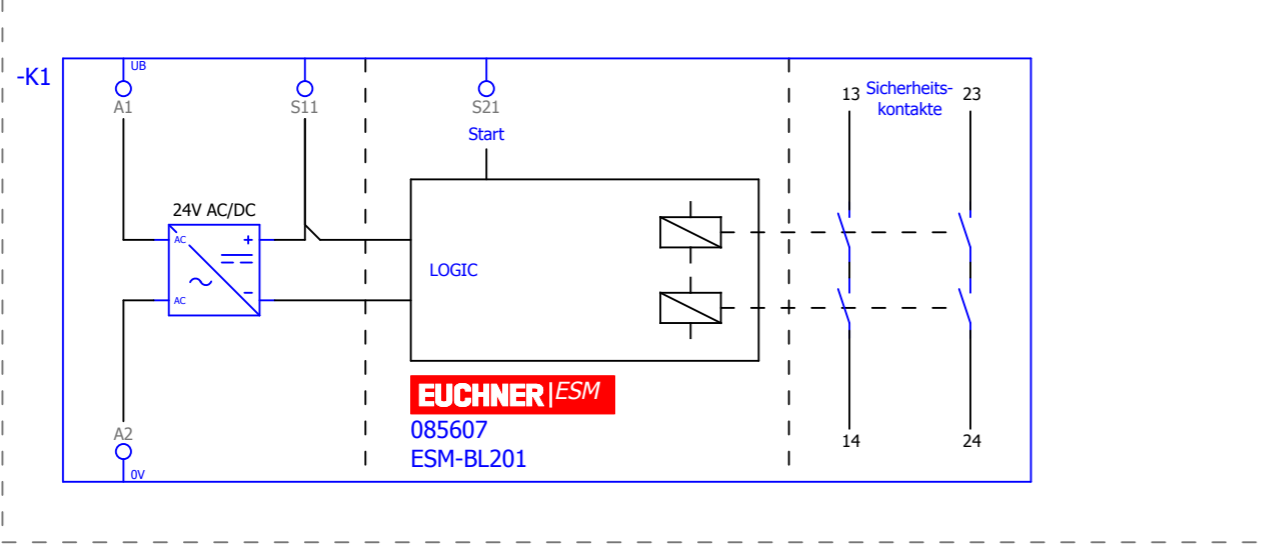 -K1
UB
A1
S11
S21
Start
13
Sicherheits-
kontakte
23
24V AC/DC
AC
+
AC
-
LOGIC
EUCHNER|ESM
085607
ESM-BL201
A2
0V
14
24